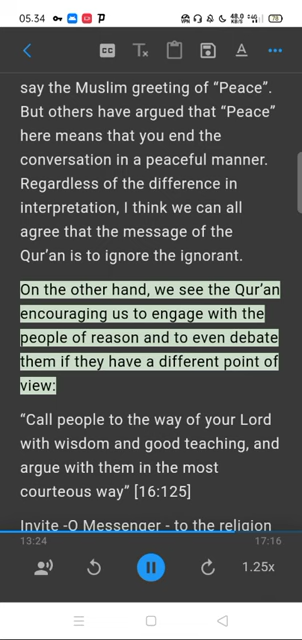 05.34
48.0 KB/S
CC
say the Muslim greeting of “Peace”.
But others have argued that “Peace”
here means that you end the
conversation in a peaceful manner.
Regardless of the difference in
interpretation, I think we can all
agree that the message of the
Qur’an is to ignore the ignorant.
On the other hand, we see the Qur’an
encouraging us to engage with the
people of reason and to even debate
them if they have a different point of
view:
“Call people to the way of your Lord
with wisdom and good teaching, and
argue with them in the most
courteous way” [16:125]
Invite -O Messenger - to the religion
13:24
17:16
1.25x